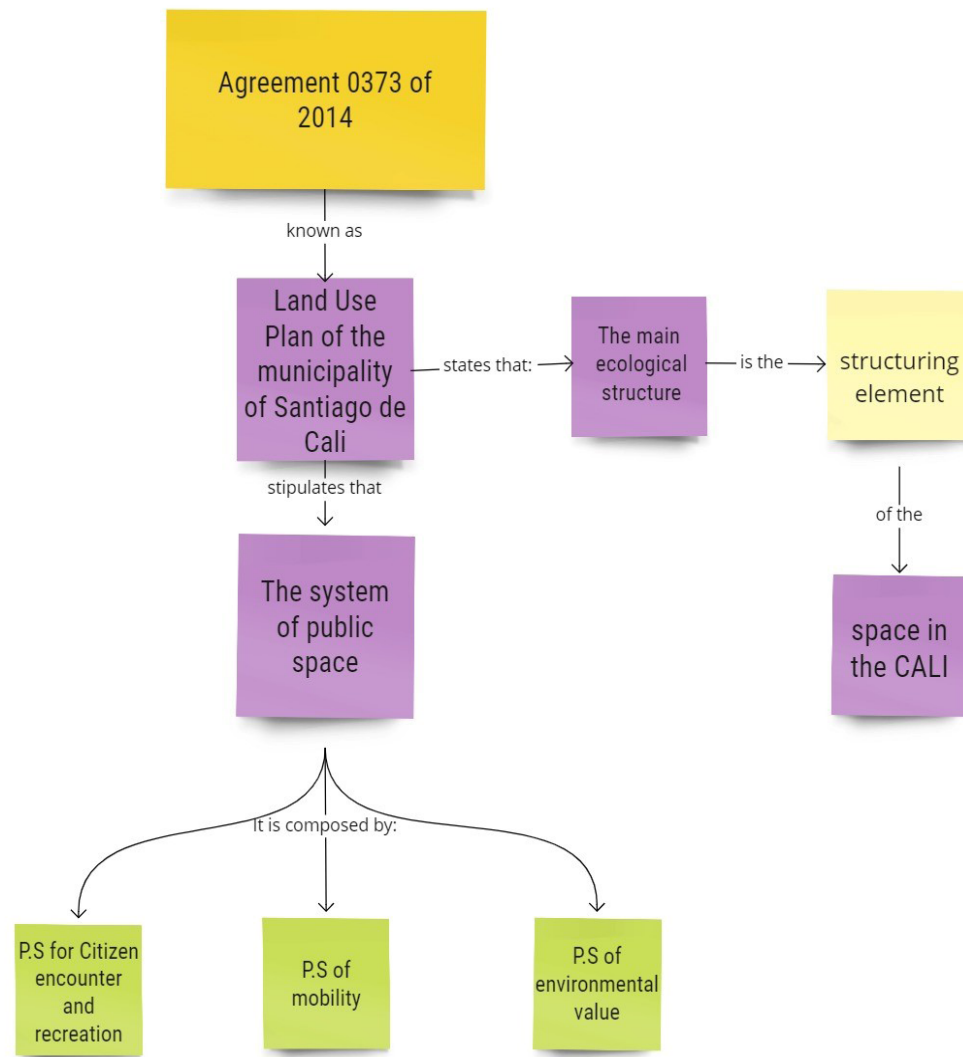 Agreement 0373 of
2014
known as
Land Use
Plan of the
municipality
of Santiago de
Cali
states that:
The main
ecological
structure
is the
structuring
element
of the
space in
the CALI
stipulates that
The system
of public
space
It is composed by:
P.S for Citizen
encounter
and
recreation
P.S of
mobility
P.S of
environmental
value